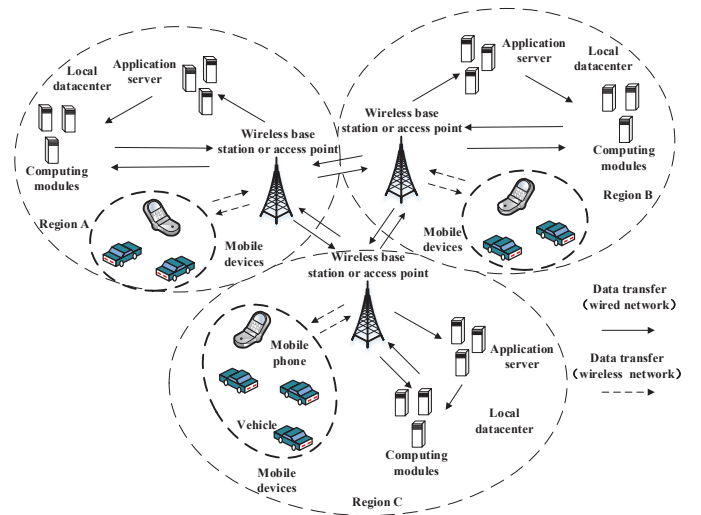 Local
datacenter
Application
server
Computing
modules
Wireless base
station or access point
Region A
Mobile
devices
Application
server
Local
datacenter
Wireless base
station or access point
Computing
modules
Region B
Mobile
devices
Wireless base
station or access point
Mobile
phone
Vehicle
Mobile
devices
Application
server
Local
datacenter
Computing
modules
Region C
Data transfer
(wired network)
Data transfer
(wireless network)